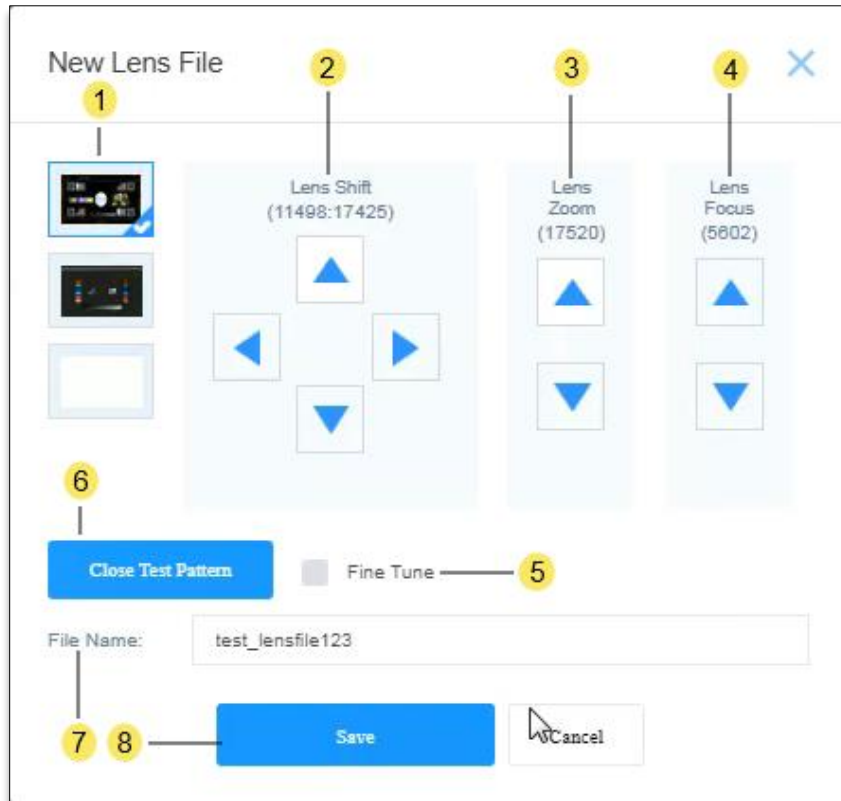 New Lens File
1
2
3
4
Lens Shift
(11498:17425)
Lens
Zoom
(17520)
Lens
Focus
(5602)
6
Close Test Pattern
Fine Tune
5
File Name:
test_lensfile123
7
8
Save
Cancel